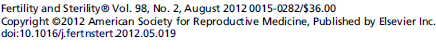 Fertility and Sterility® Vol. 98, No. 2, August 2012 0015-0282/$36.00
Copyright ©2012 American Society for Reproductive Medicine, Published by Elsevier Inc.
doi:10.1016/j.fertnstert.2012.05.019